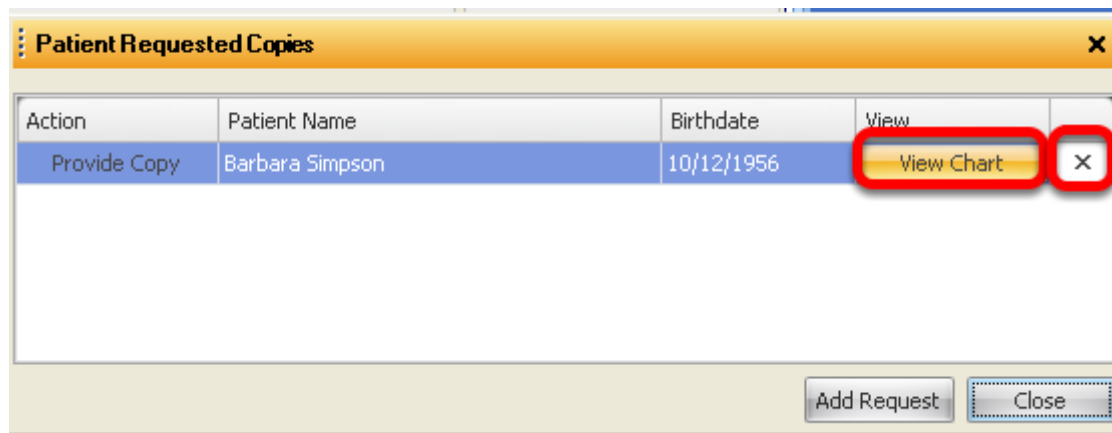 Patient Requested Copies
Action Patient Name Birthdate View
Provide Copy Barbara Simpson 10/12/1956 View Chart
Add Request Close